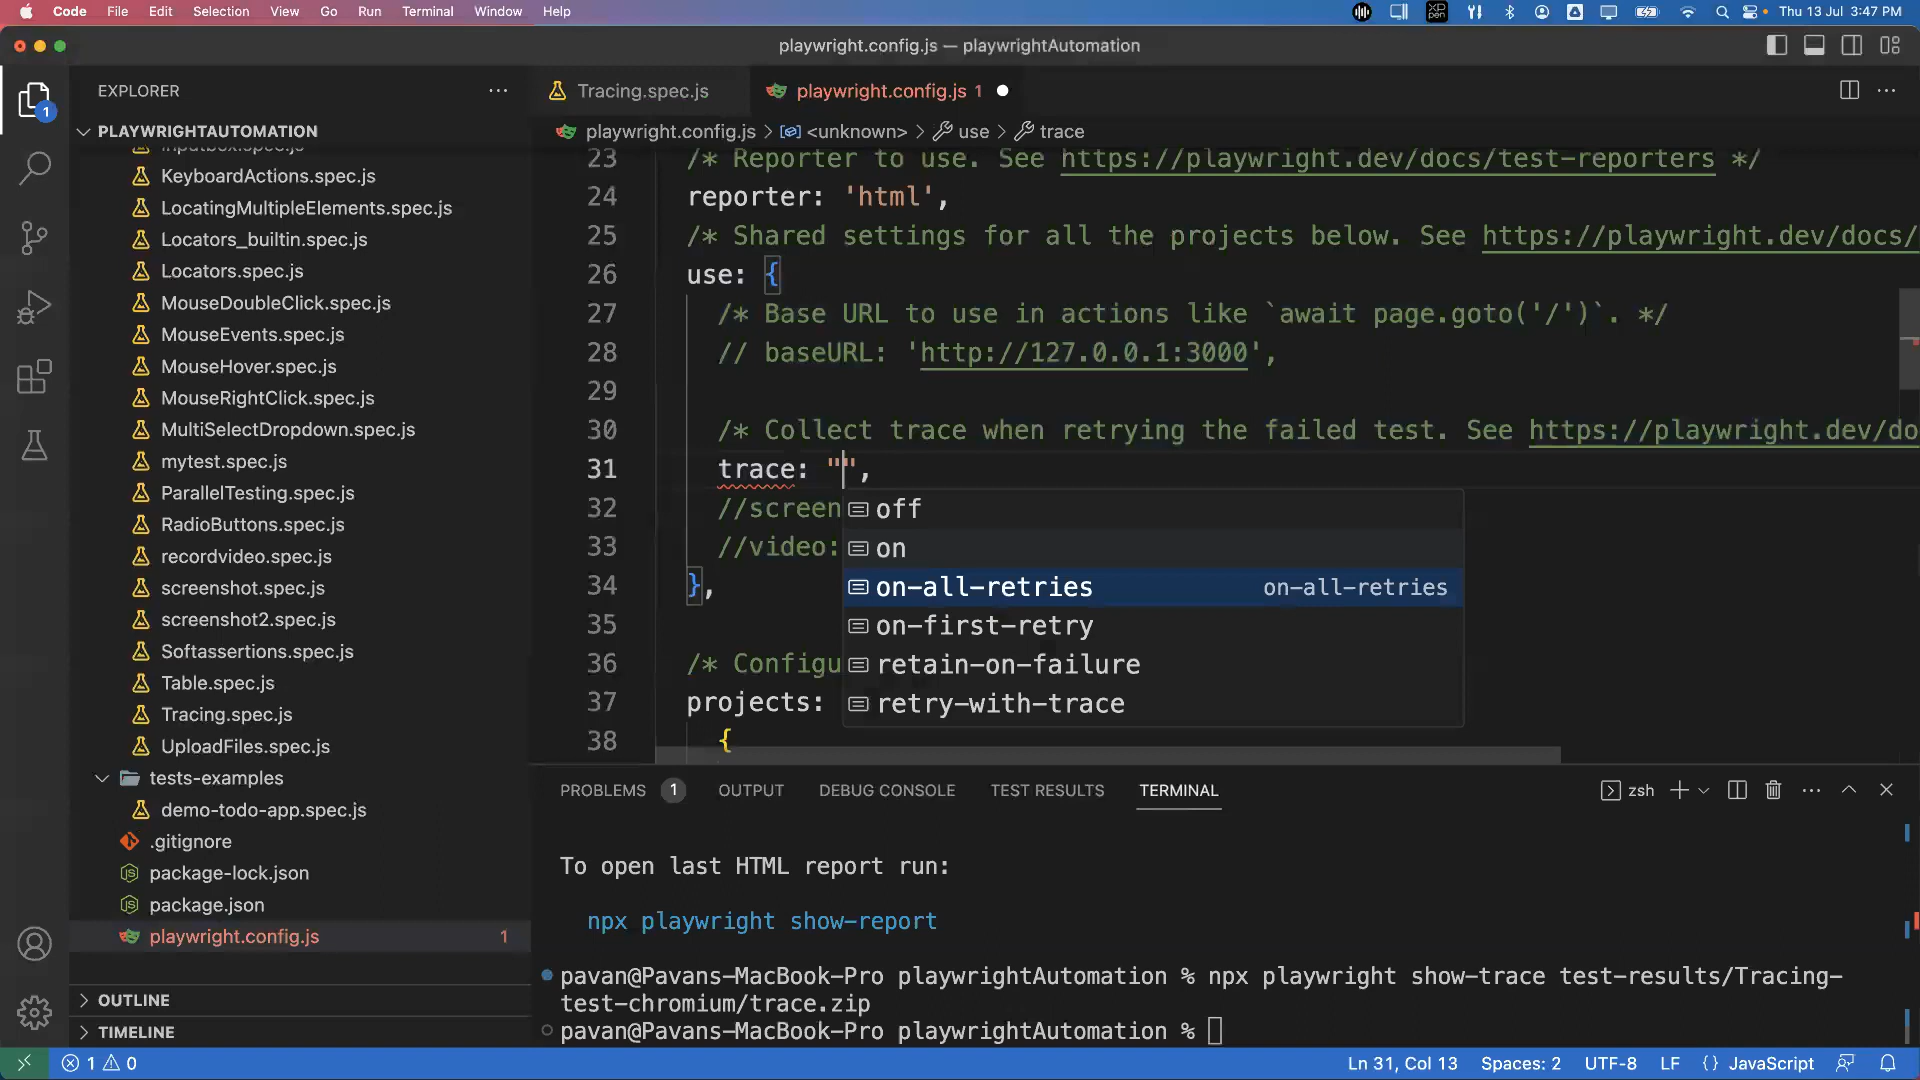 Code File Edit Selection View Go Run Terminal Window Help
Thu 13 Jul 3:47 PM
playwright.config.js — playwrightAutomation
EXPLORER
PLAYWRIGHTAUTOMATION
inputbox.spec.js
KeyboardActions.spec.js
LocatingMultipleElements.spec.js
Locators_builtin.spec.js
Locators.spec.js
MouseDoubleClick.spec.js
MouseEvents.spec.js
MouseHover.spec.js
MouseRightClick.spec.js
MultiSelectDropdown.spec.js
mytest.spec.js
ParallelTesting.spec.js
RadioButtons.spec.js
recordvideo.spec.js
screenshot.spec.js
screenshot2.spec.js
Softassertions.spec.js
Table.spec.js
Tracing.spec.js
UploadFiles.spec.js
tests-examples
demo-todo-app.spec.js
.gitignore
package-lock.json
package.json
playwright.config.js 1
OUTLINE
TIMELINE
1
Tracing.spec.js
playwright.config.js 1
playwright.config.js > <unknown> > use > trace
23 /* Reporter to use. See https://playwright.dev/docs/test-reporters */
24 reporter: 'html',
25 /* Shared settings for all the projects below. See https://playwright.dev/docs/
26 use: {
27 /* Base URL to use in actions like `await page.goto('/')`. */
28 // baseURL: 'http://127.0.0.1:3000',
29
30 /* Collect trace when retrying the failed test. See https://playwright.dev/do
31 trace: "",
32 //screen
33 //video:
34 },
35
36 /* Configu
37 projects:
38 {
off
on
on-all-retries on-all-retries
on-first-retry
retain-on-failure
retry-with-trace
PROBLEMS 1 OUTPUT DEBUG CONSOLE TEST RESULTS TERMINAL
zsh
To open last HTML report run:
npx playwright show-report
pavan@Pavans-MacBook-Pro playwrightAutomation % npx playwright show-trace test-results/Tracing-
test-chromium/trace.zip
pavan@Pavans-MacBook-Pro playwrightAutomation %
1 0
Ln 31, Col 13 Spaces: 2 UTF-8 LF {} JavaScript